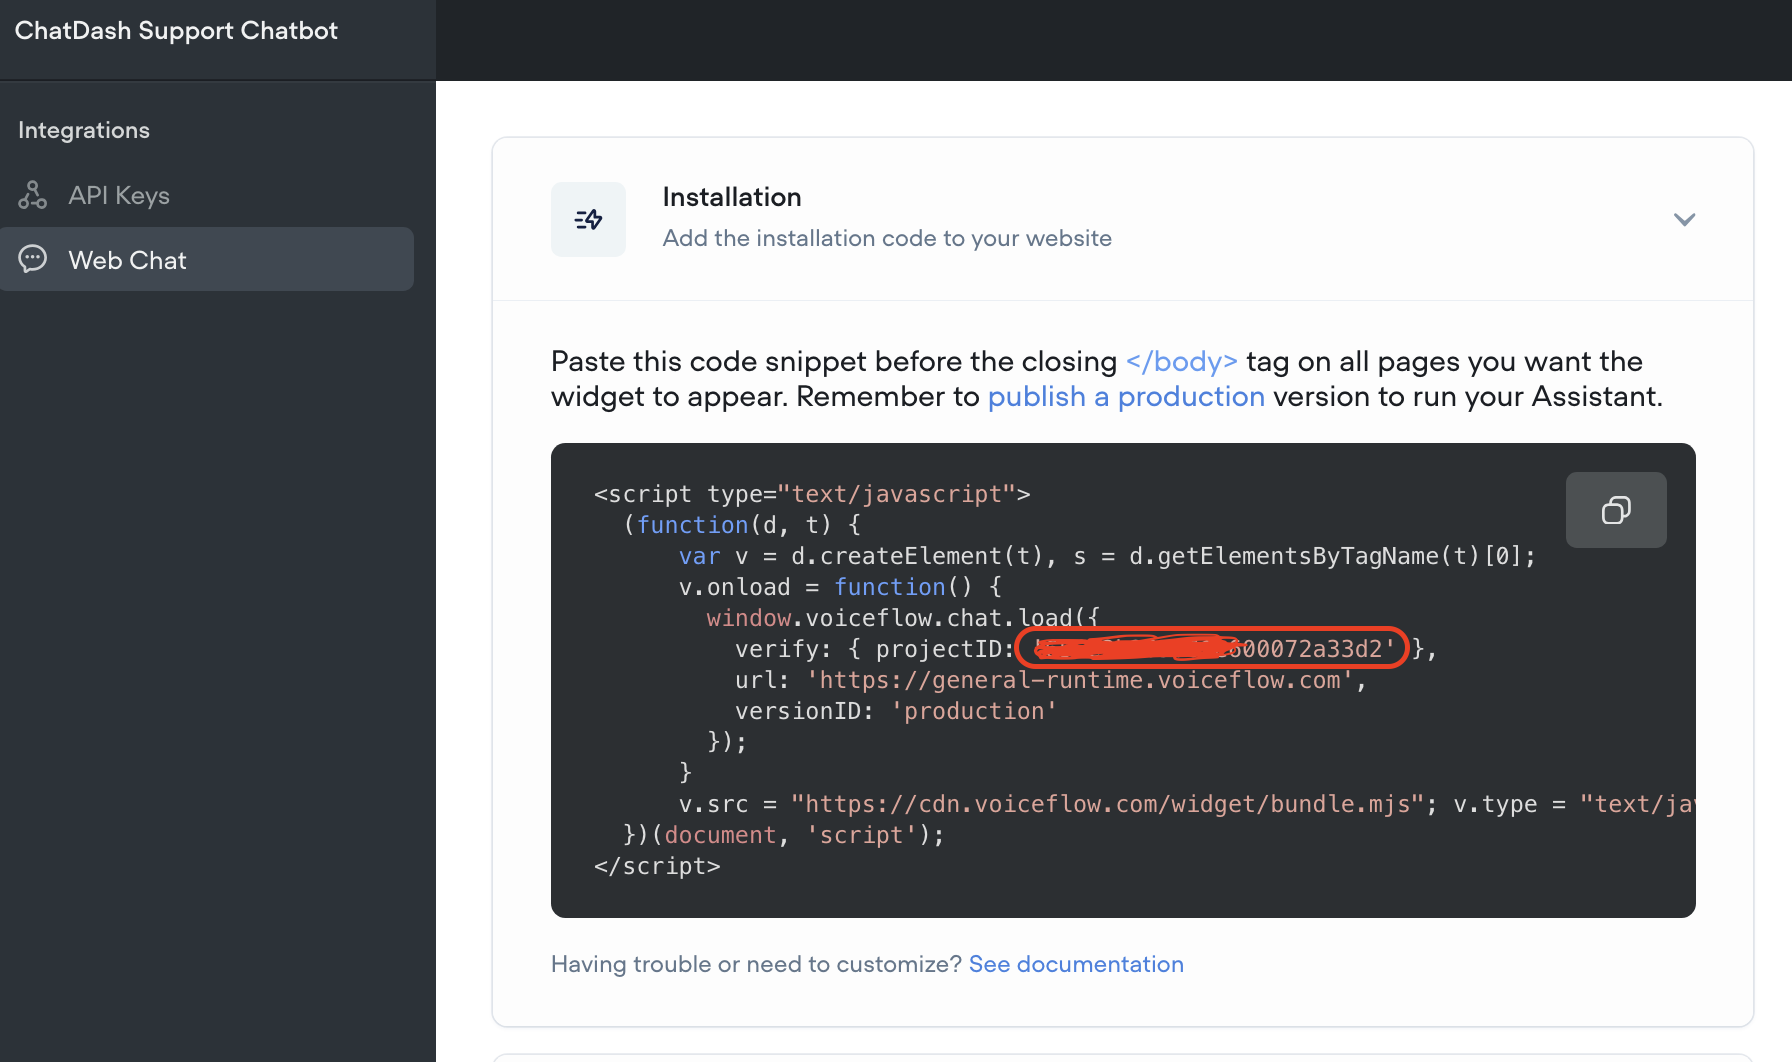 ChatDash Support Chatbot
Integrations
API Keys
Web Chat
Installation
Add the installation code to your website
Paste this code snippet before the closing </body> tag on all pages you want the
widget to appear. Remember to publish a production version to run your Assistant.
<script type="text/javascript">
(function(d, t) {
var v = d.createElement(t), s = d.getElementsByTagName(t)[0];
v.onload = function() {
window.voiceflow.chat.load({
verify: { projectID: 600072a33d2' },
url: 'https://general-runtime.voiceflow.com',
versionID: 'production'
});
}
v.src = "https://cdn.voiceflow.com/widget/bundle.mjs"; v.type = "text/ja
})(document, 'script');
</script>
Having trouble or need to customize? See documentation